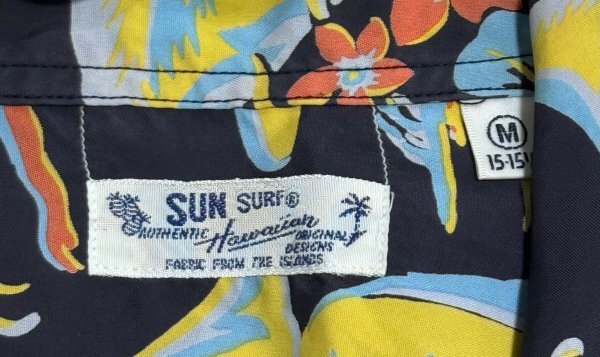 SUN SURF®
AUTHENTIC Hawaiian ORIGINAL DESIGNS
FABRIC FROM THE ISLANDS
M
15-15